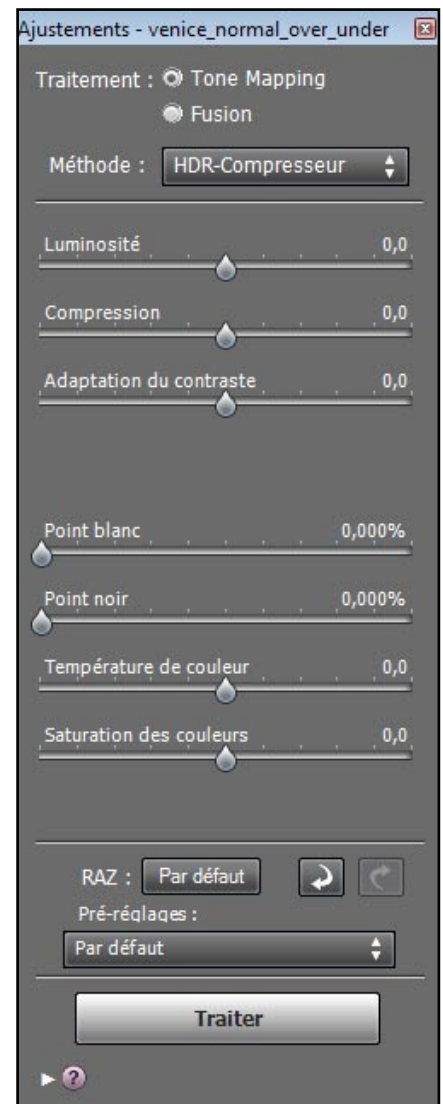 Ajustements - venice_normal_over_under
Traitement : Tone Mapping
Fusion
Méthode : HDR-Compresseur
Luminosité 0,0
Compression 0,0
Adaptation du contraste 0,0
Point blanc 0,000%
Point noir 0,000%
Température de couleur 0,0
Saturation des couleurs 0,0
RAZ : Par défaut
Pré-réglages :
Par défaut
Traiter
?